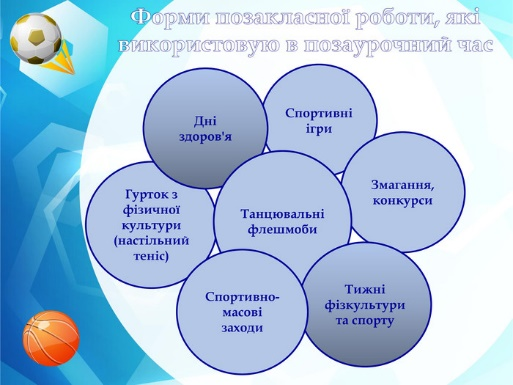 Форми позакласної роботи, які
використовую в позаурочний час
Дні
здоров'я
Спортивні
ігри
Змагання,
конкурси
Гурток з
фізичної
культури
(настільний
теніс)
Танцювальні
флешмоби
Спортивно-
масові
заходи
Тижні
фізкультури
та спорту